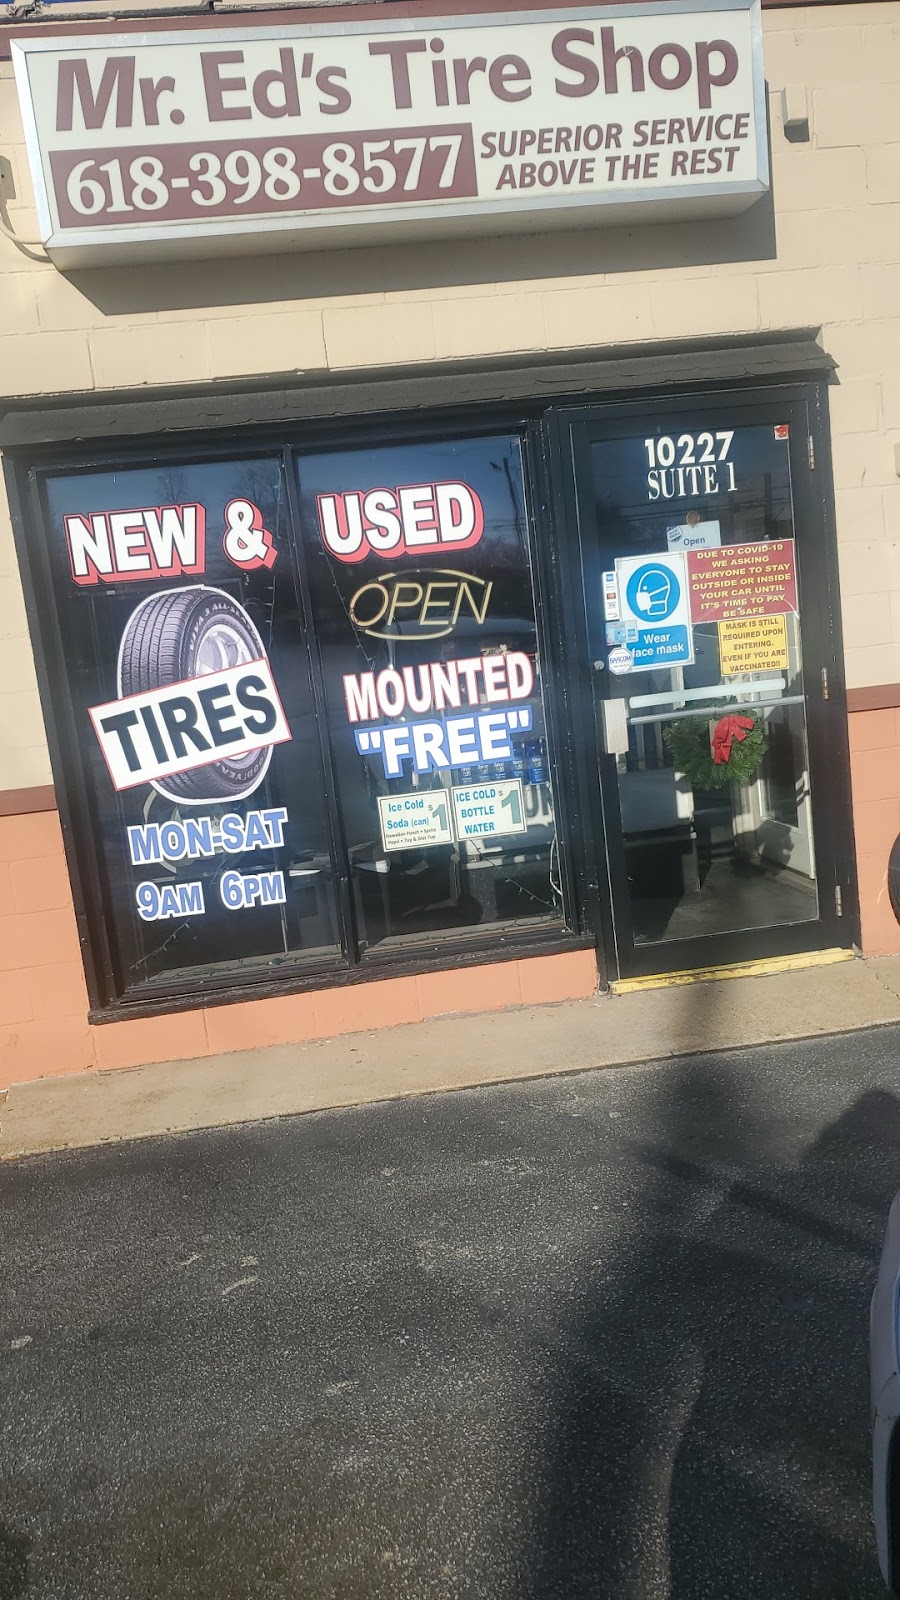 Mr. Ed's Tire Shop
618-398-8577
SUPERIOR SERVICE
ABOVE THE REST
NEW & USED
OPEN
TIRES
MOUNTED
"FREE"
MON-SAT
9AM 6PM
Ice Cold
Soda (can)
$1
ICE COLD
BOTTLE
WATER
$1
10227
SUITE 1
Open
Wear
face mask
DUE TO COVID-19
WE ASKING
EVERYONE TO STAY
OUTSIDE OR INSIDE
YOUR CAR UNTIL
IT'S TIME TO PAY
BE SAFE
MASK IS STILL
REQUIRED UPON
ENTERING.
EVEN IF YOU ARE
VACCINATED!!